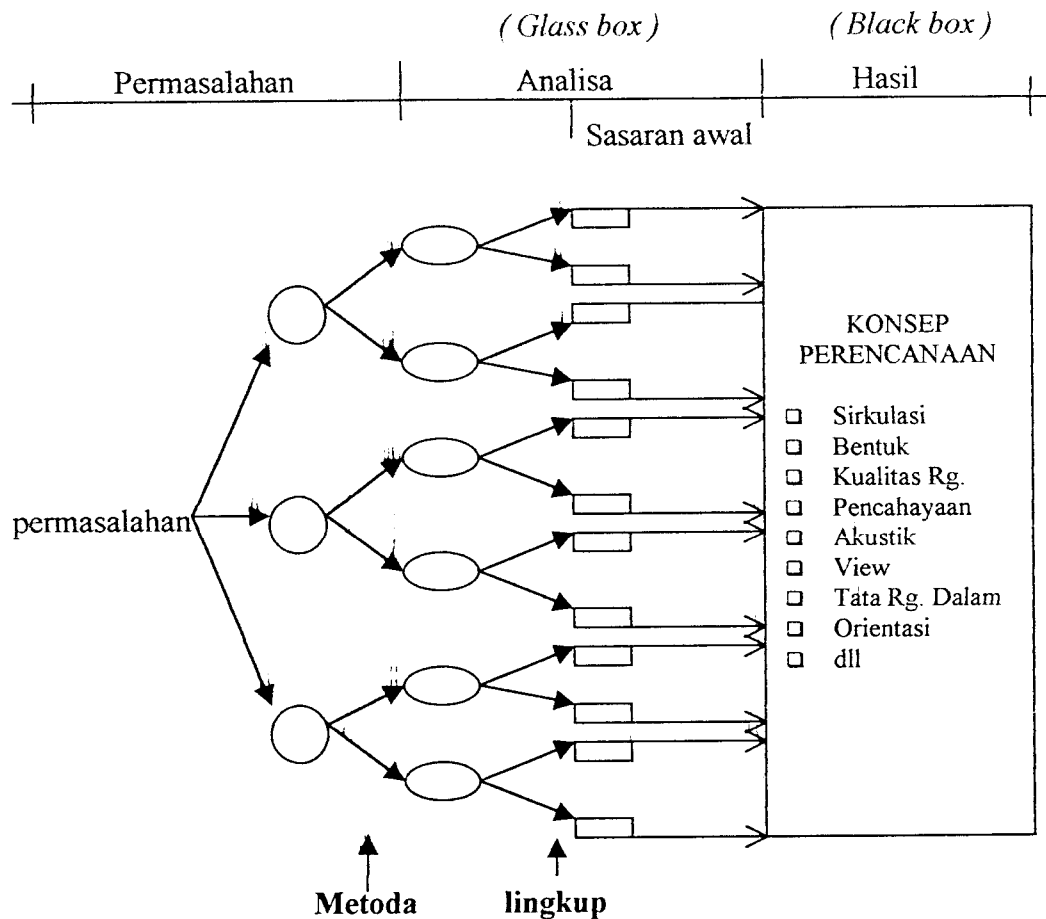 ( Glass box )
( Black box )
Permasalahan
Analisa
Hasil
Sasaran awal
permasalahan
KONSEP
PERENCANAAN
❑ Sirkulasi
❑ Bentuk
❑ Kualitas Rg.
❑ Pencahayaan
❑ Akustik
❑ View
❑ Tata Rg. Dalam
❑ Orientasi
❑ dll
Metoda
lingkup